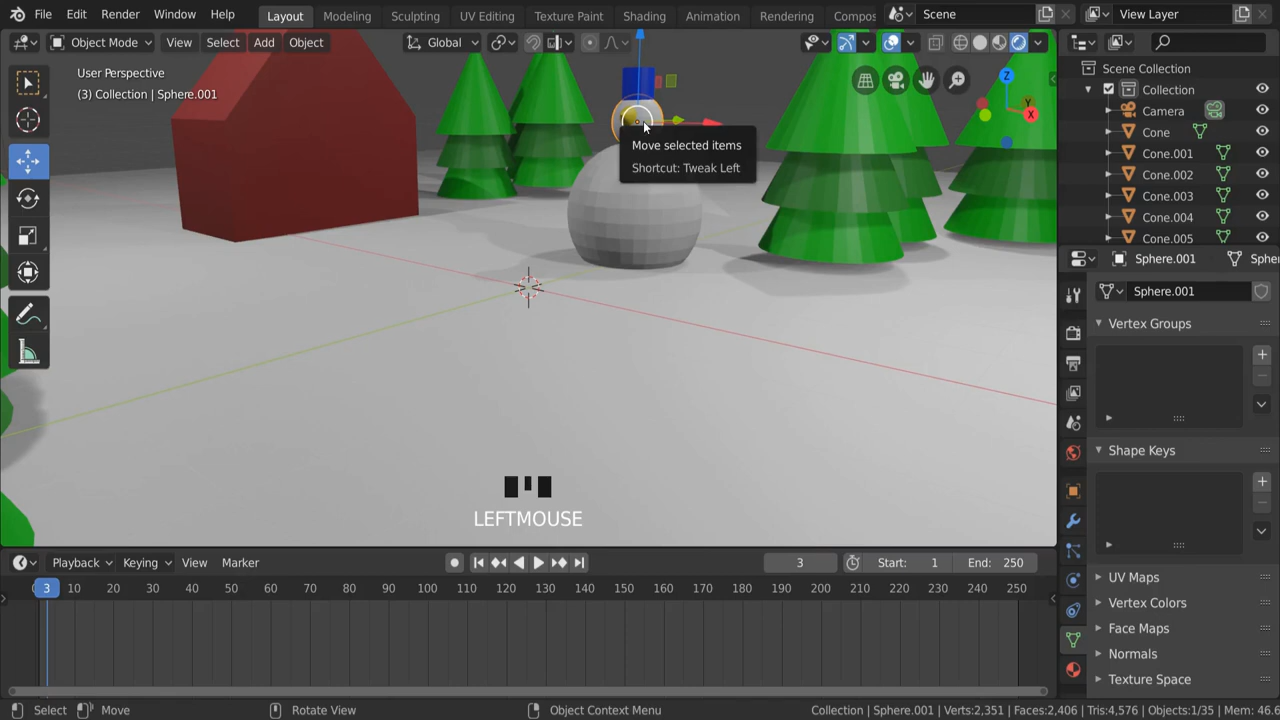 File Edit Render Window Help Layout Modeling Sculpting UV Editing Texture Paint Shading Animation Rendering Compos Scene View Layer
Object Mode View Select Add Object Global
User Perspective
(3) Collection | Sphere.001
Z
Y
X
Move selected items
Shortcut: Tweak Left
LEFTMOUSE
Scene Collection
Collection
Camera
Cone
Cone.001
Cone.002
Cone.003
Cone.004
Cone.005
Sphere.001 Sphe
Sphere.001
Vertex Groups
Shape Keys
UV Maps
Vertex Colors
Face Maps
Normals
Texture Space
Playback Keying View Marker 3 Start: 1 End: 250
3 10 20 30 40 50 60 70 80 90 100 110 120 130 140 150 160 170 180 190 200 210 220 230 240 250
Select Move Rotate View Object Context Menu Collection | Sphere.001 | Verts:2,351 | Faces:2,406 | Tris:4,576 | Objects:1/35 | Mem: 46.6